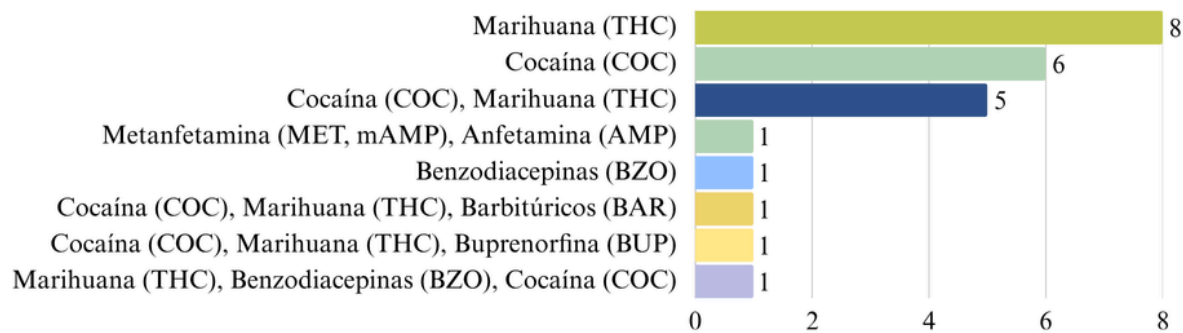 Marihuana (THC) 8
Cocaína (COC) 6
Cocaína (COC), Marihuana (THC) 5
Metanfetamina (MET, mAMP), Anfetamina (AMP) 1
Benzodiacepinas (BZO) 1
Cocaína (COC), Marihuana (THC), Barbitúricos (BAR) 1
Cocaína (COC), Marihuana (THC), Buprenorfina (BUP) 1
Marihuana (THC), Benzodiacepinas (BZO), Cocaína (COC) 1
0 2 4 6 8